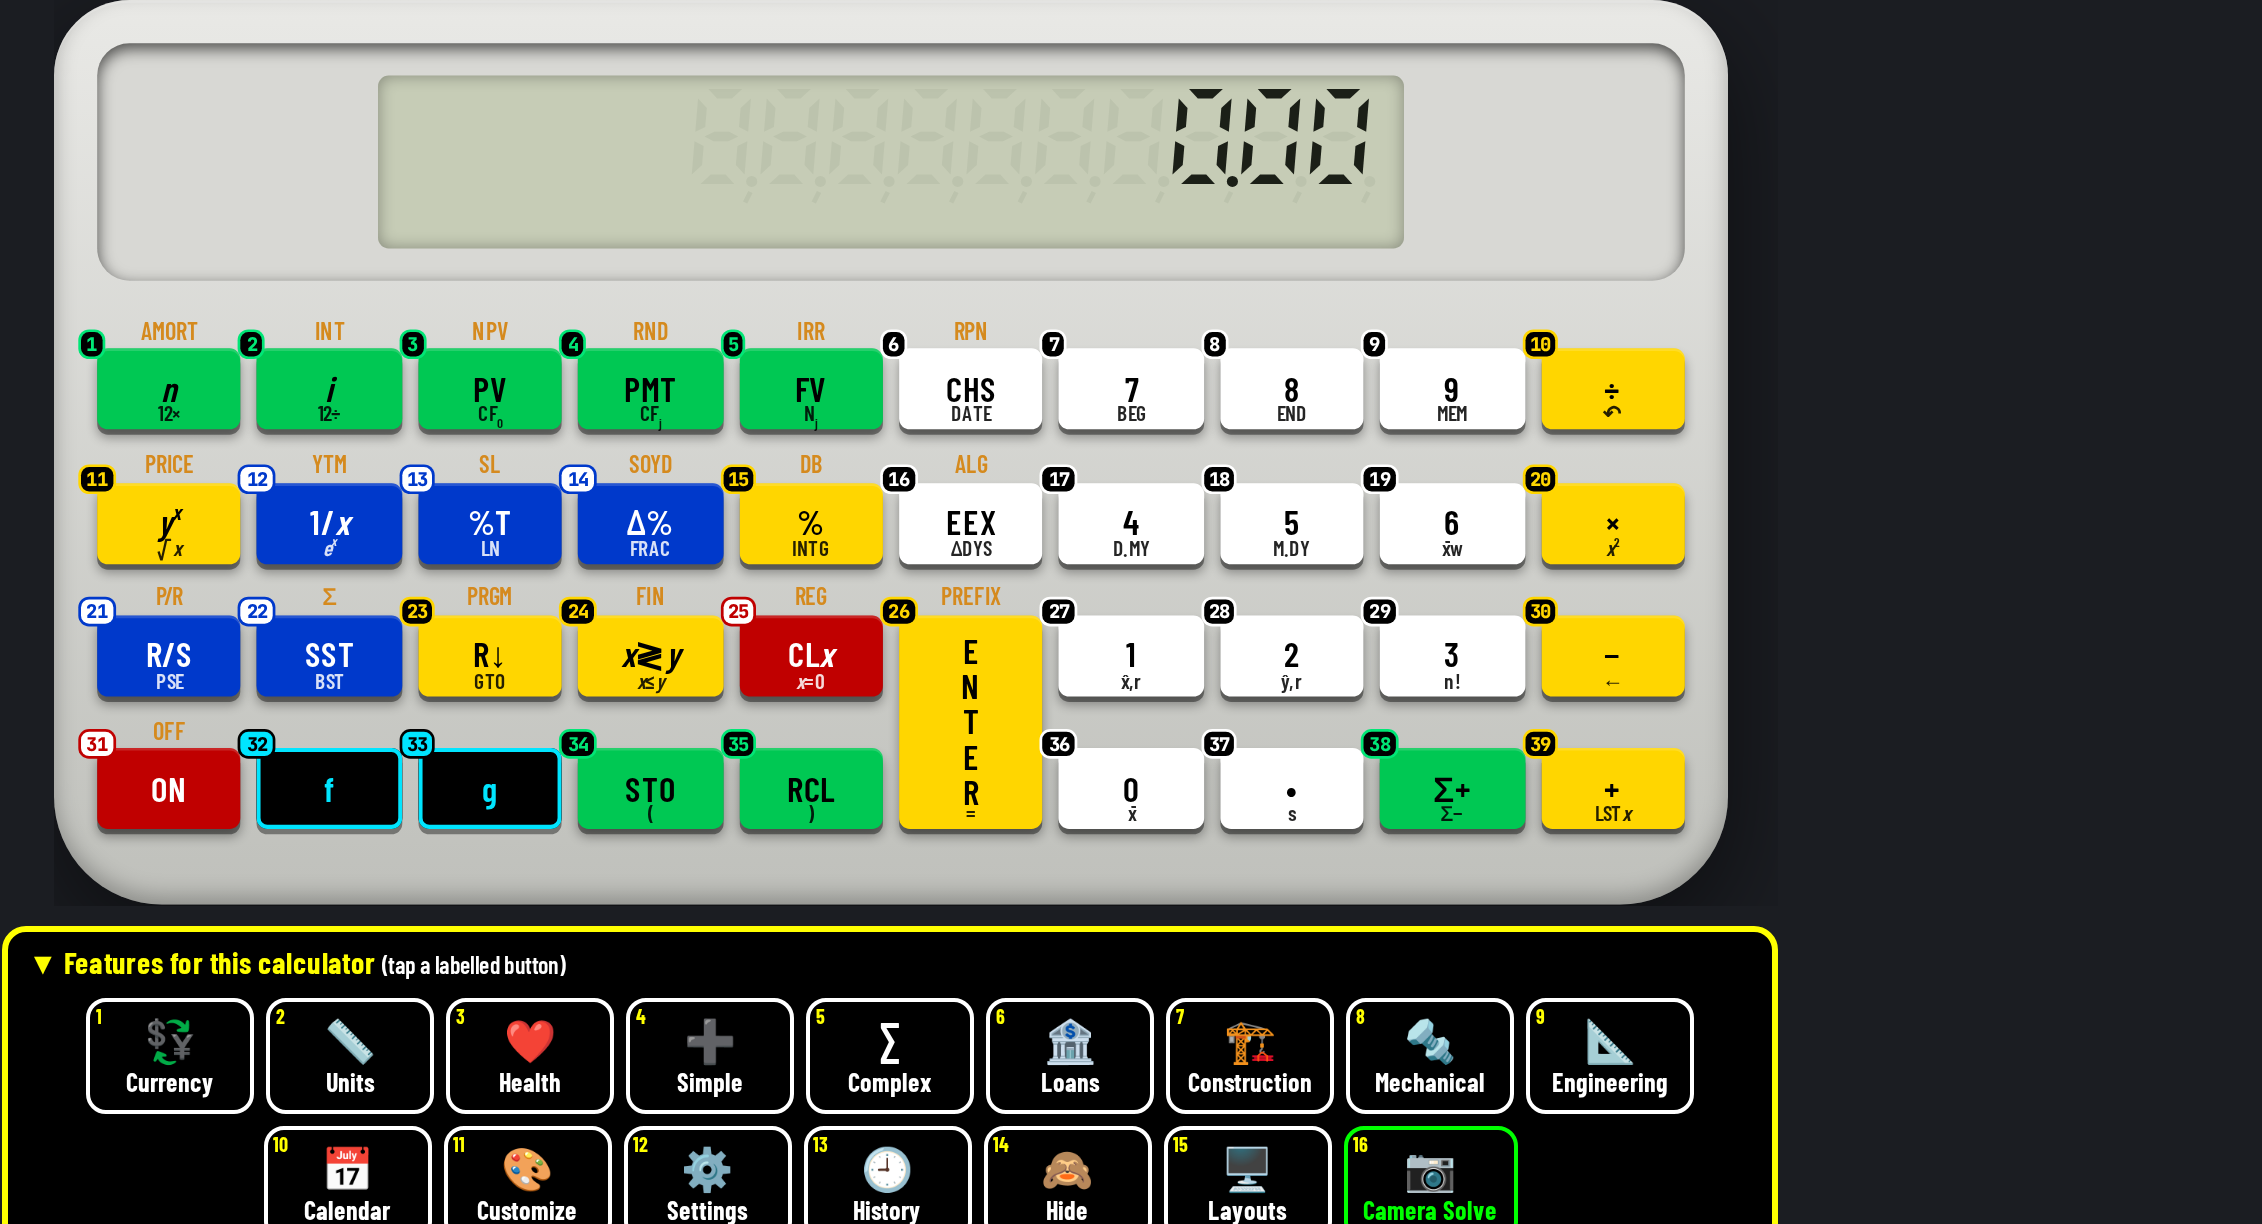 0.00
AMORT INT NPV RND IRR RPN
1 2 3 4 5 6 7 8 9 10
n i PV PMT FV CHS 7 8 9 ÷
12× 12÷ CF₀ CFⱼ Nⱼ DATE BEG END MEM ↶
PRICE YTM SL SOYD DB ALG
11 12 13 14 15 16 17 18 19 20
yˣ 1/x %T Δ% % EEX 4 5 6 ×
√x eˣ LN FRAC INTG ΔDYS D.MY M.DY x̄w x²
P/R Σ PRGM FIN REG PREFIX
21 22 23 24 25 26 27 28 29 30
R/S SST R↓ x≷y CLx ENTER 1 2 3 −
PSE BST GTO x≤y x=0 = x̂,r ŷ,r n! ←
OFF
31 32 33 34 35 36 37 38 39
ON f g STO RCL 0 • Σ+ +
( ) x̄ s Σ− LSTx
▼ Features for this calculator (tap a labelled button)
1 2 3 4 5 6 7 8 9
Currency Units Health Simple Complex Loans Construction Mechanical Engineering
10 11 12 13 14 15 16
July
17
Calendar Customize Settings History Hide Layouts Camera Solve